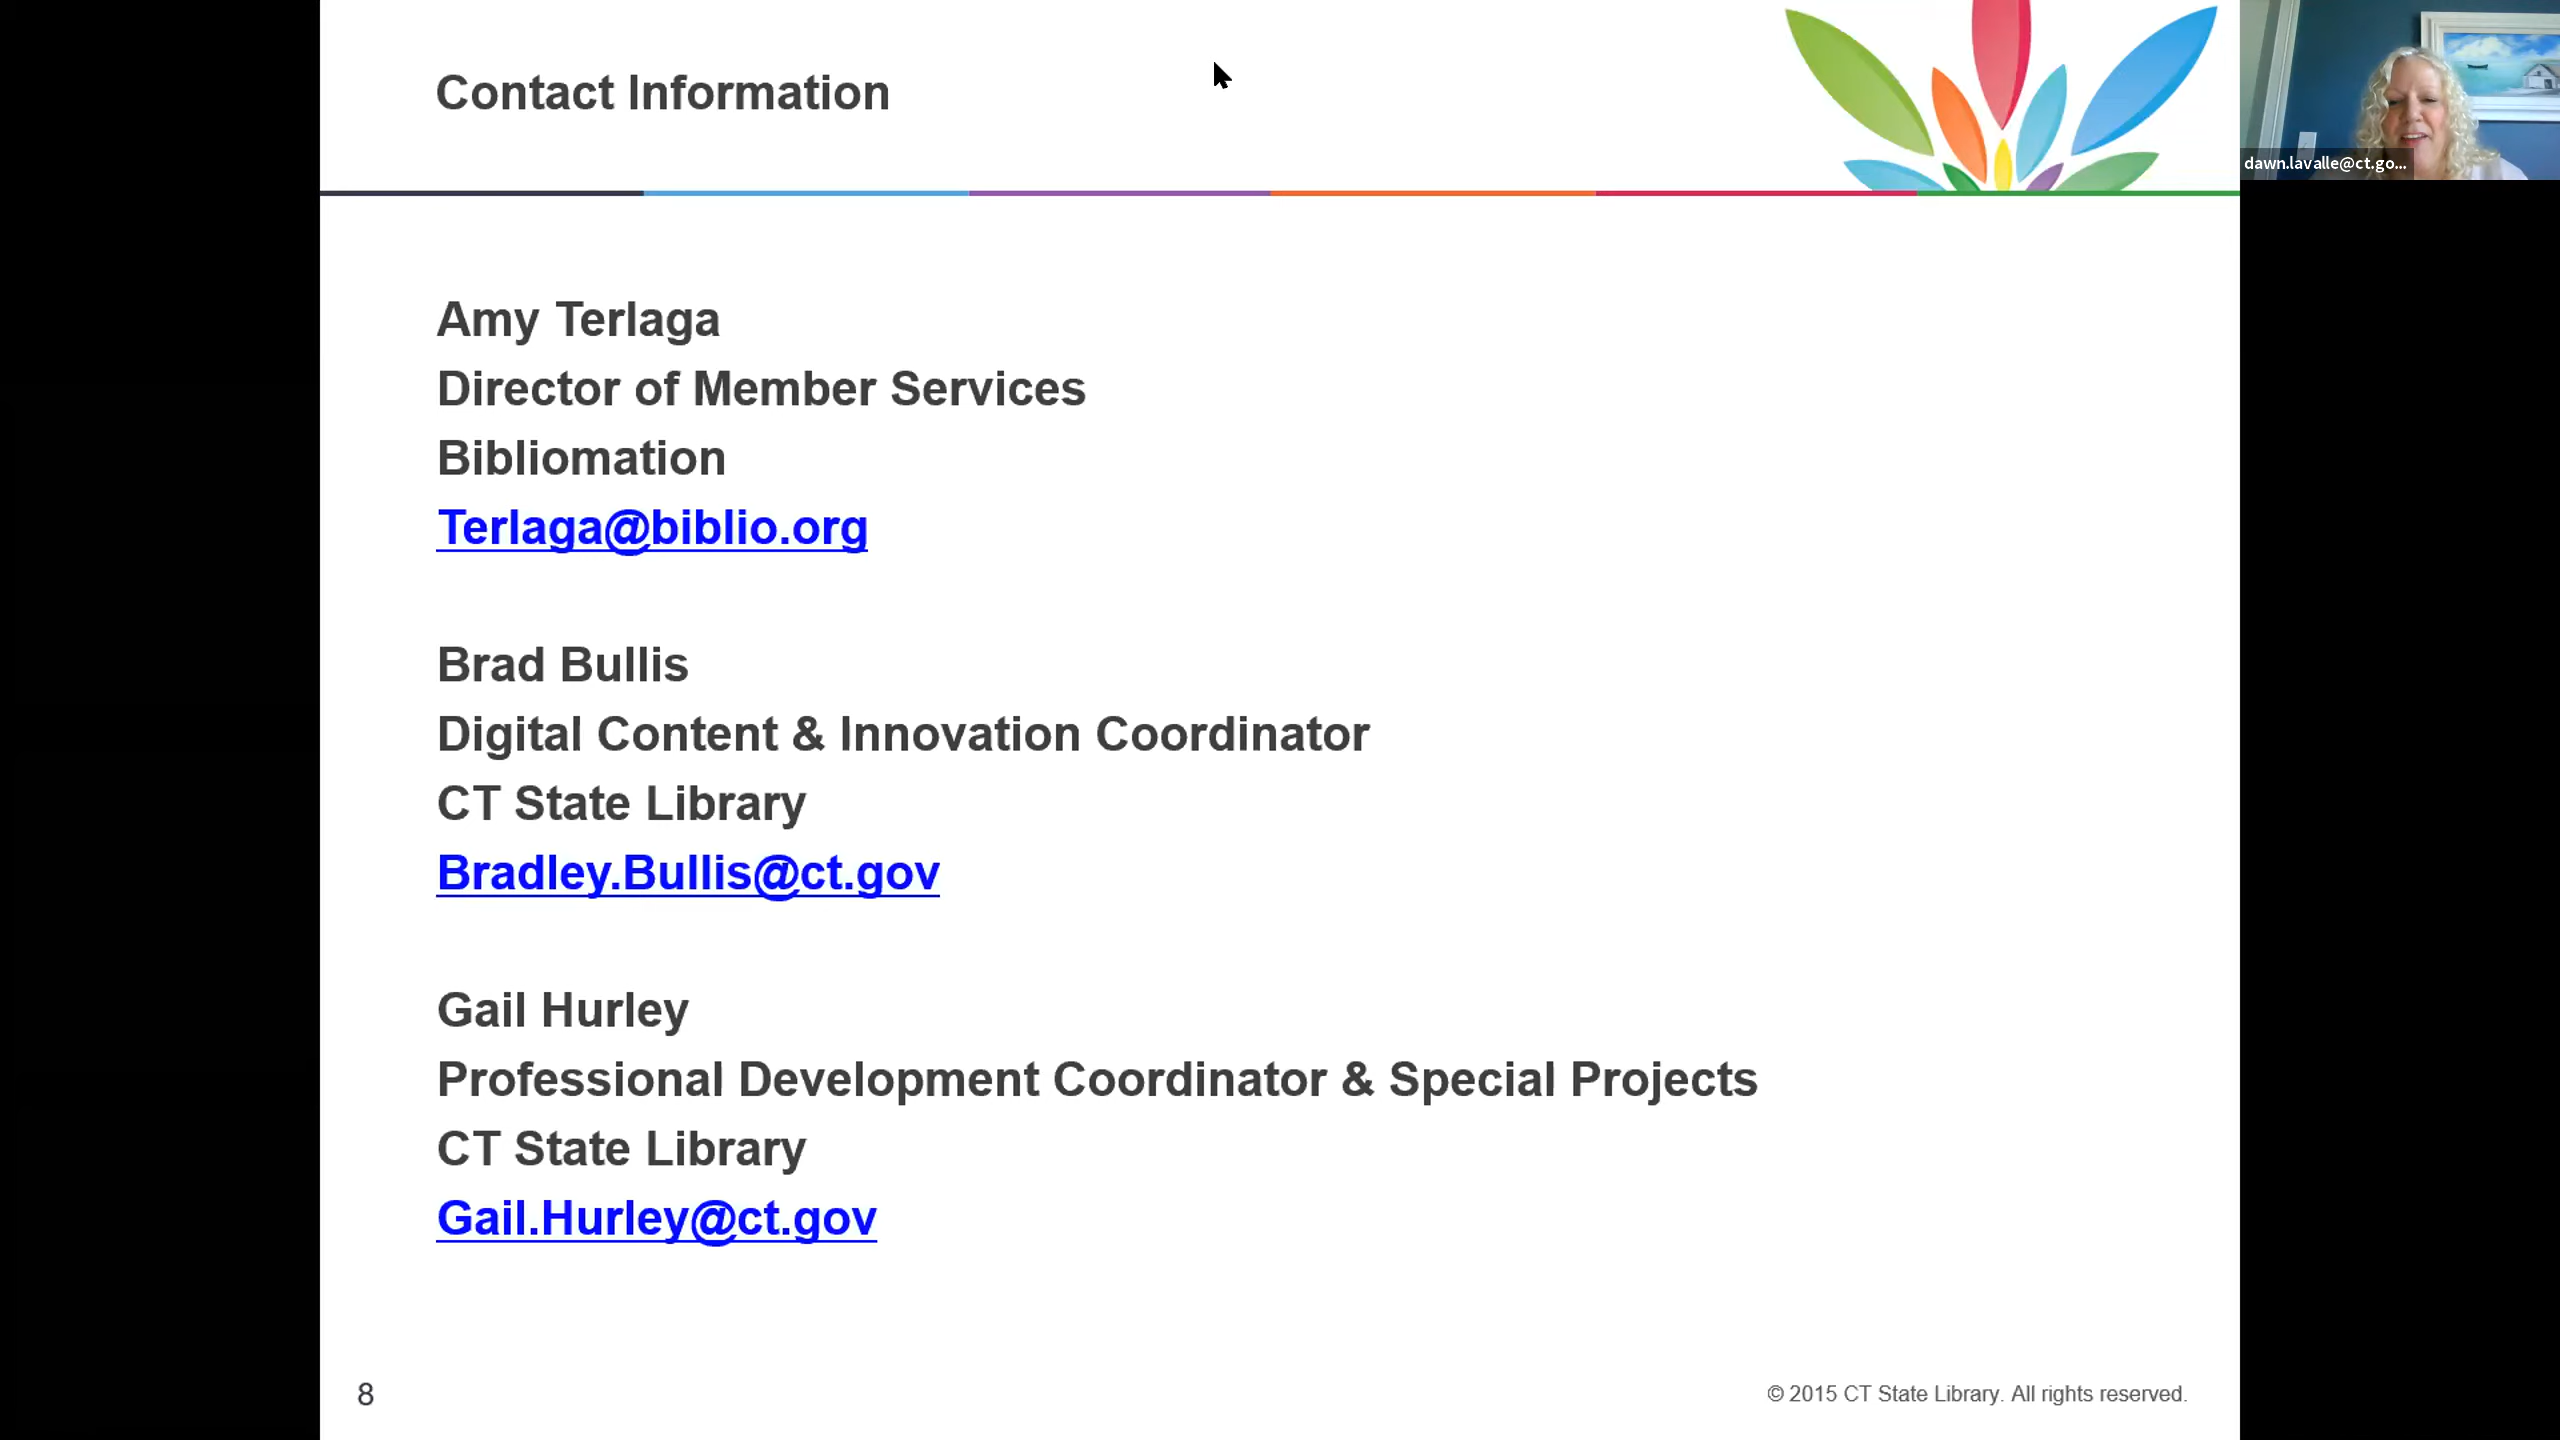 Contact Information
dawn.lavalle@ct.go...
Amy Terlaga
Director of Member Services
Bibliomation
Terlaga@biblio.org
Brad Bullis
Digital Content & Innovation Coordinator
CT State Library
Bradley.Bullis@ct.gov
Gail Hurley
Professional Development Coordinator & Special Projects
CT State Library
Gail.Hurley@ct.gov
8
© 2015 CT State Library. All rights reserved.